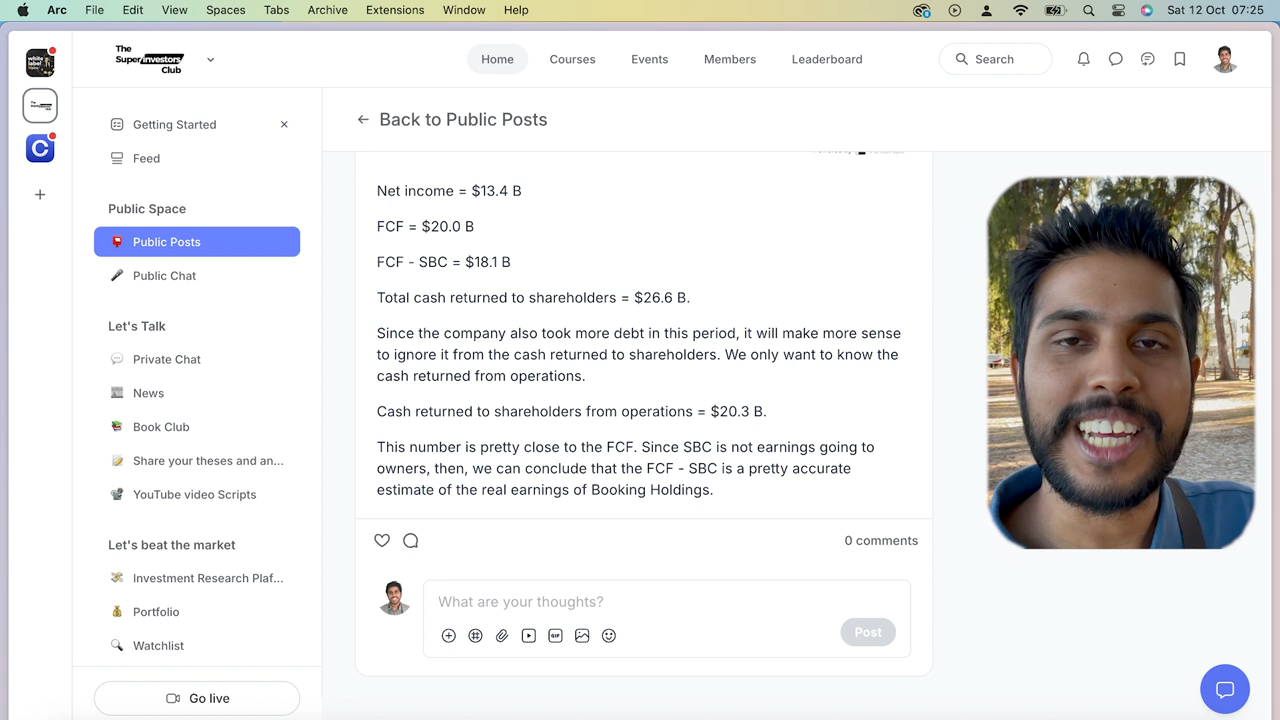 Arc File Edit View Spaces Tabs Archive Extensions Window Help Sat 12 Oct 07:25
white label
The Superinvestors Club
Home Courses Events Members Leaderboard Search
Getting Started
Feed
Public Space
Public Posts
Public Chat
Let's Talk
Private Chat
News
Book Club
Share your theses and an...
YouTube video Scripts
Let's beat the market
Investment Research Plaf...
Portfolio
Watchlist
Go live
Back to Public Posts
Net income = $13.4 B
FCF = $20.0 B
FCF - SBC = $18.1 B
Total cash returned to shareholders = $26.6 B.
Since the company also took more debt in this period, it will make more sense
to ignore it from the cash returned to shareholders. We only want to know the
cash returned from operations.
Cash returned to shareholders from operations = $20.3 B.
This number is pretty close to the FCF. Since SBC is not earnings going to
owners, then, we can conclude that the FCF - SBC is a pretty accurate
estimate of the real earnings of Booking Holdings.
0 comments
What are your thoughts?
GIF
Post